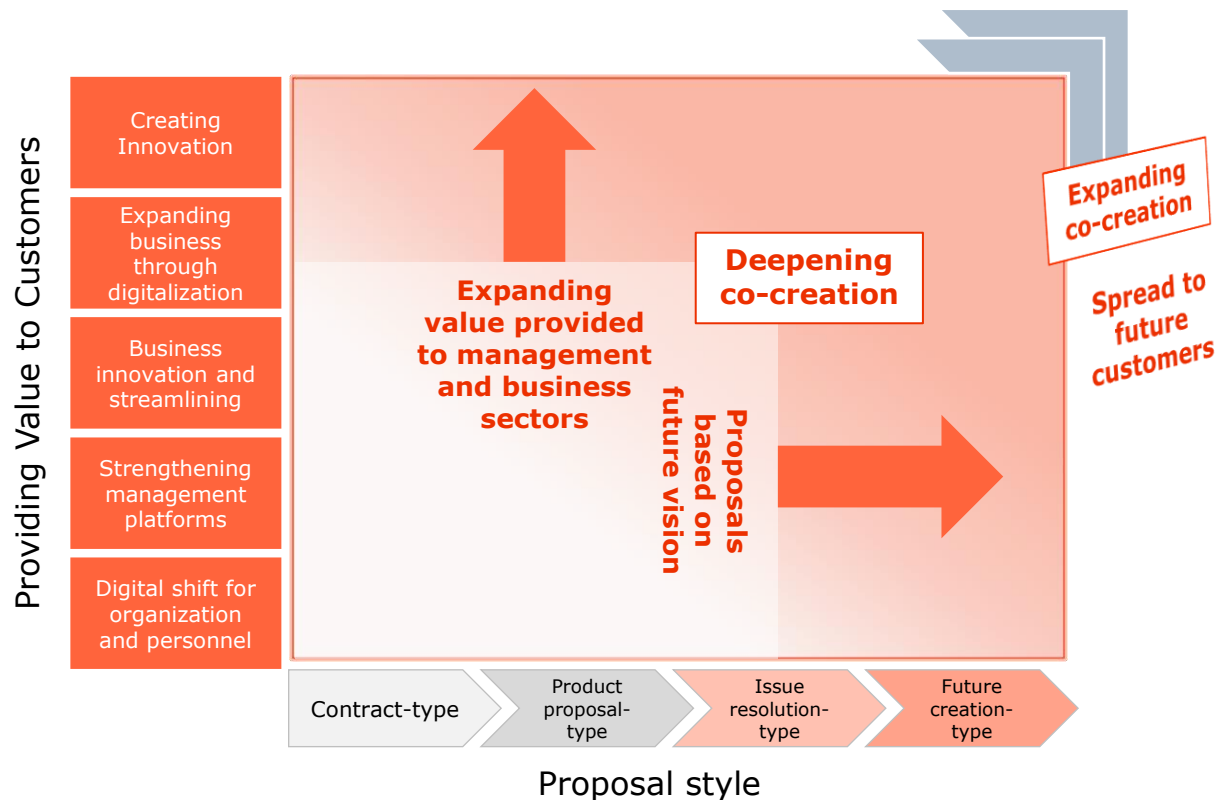 Providing Value to Customers
Creating
Innovation
Expanding
business
through
digitalization
Business
innovation and
streamlining
Strengthening
management
platforms
Digital shift for
organization
and personnel
Expanding
value provided
to management
and business
sectors
Deepening
co-creation
Proposals
based on
future vision
Expanding
co-creation
Spread to
future
customers
Contract-type
Product
proposal-
type
Issue
resolution-
type
Future
creation-
type
Proposal style